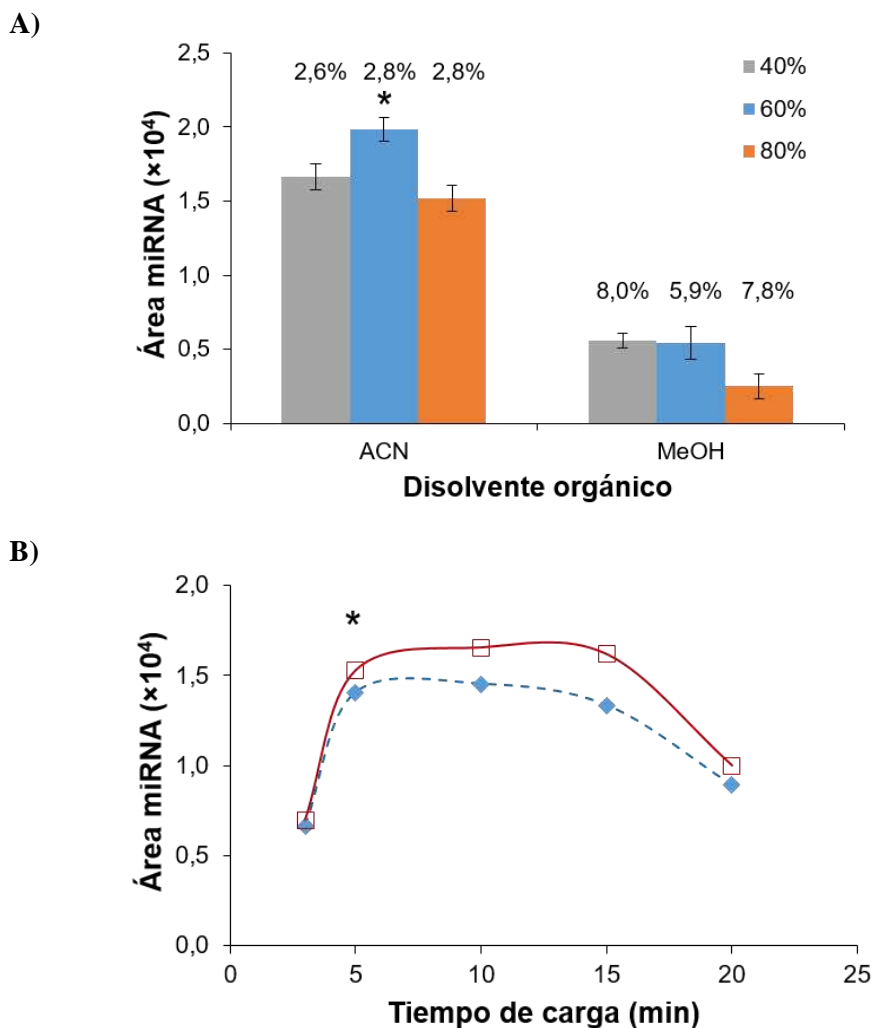 A)
2,5
2,0
1,5
1,0
0,5
0,0
Área miRNA (×10⁴)
2,6% 2,8% 2,8%
*
8,0% 5,9% 7,8%
40%
60%
80%
ACN MeOH
Disolvente orgánico
B)
2,0
1,5
1,0
0,5
0,0
Área miRNA (×10⁴)
*
0 5 10 15 20 25
Tiempo de carga (min)